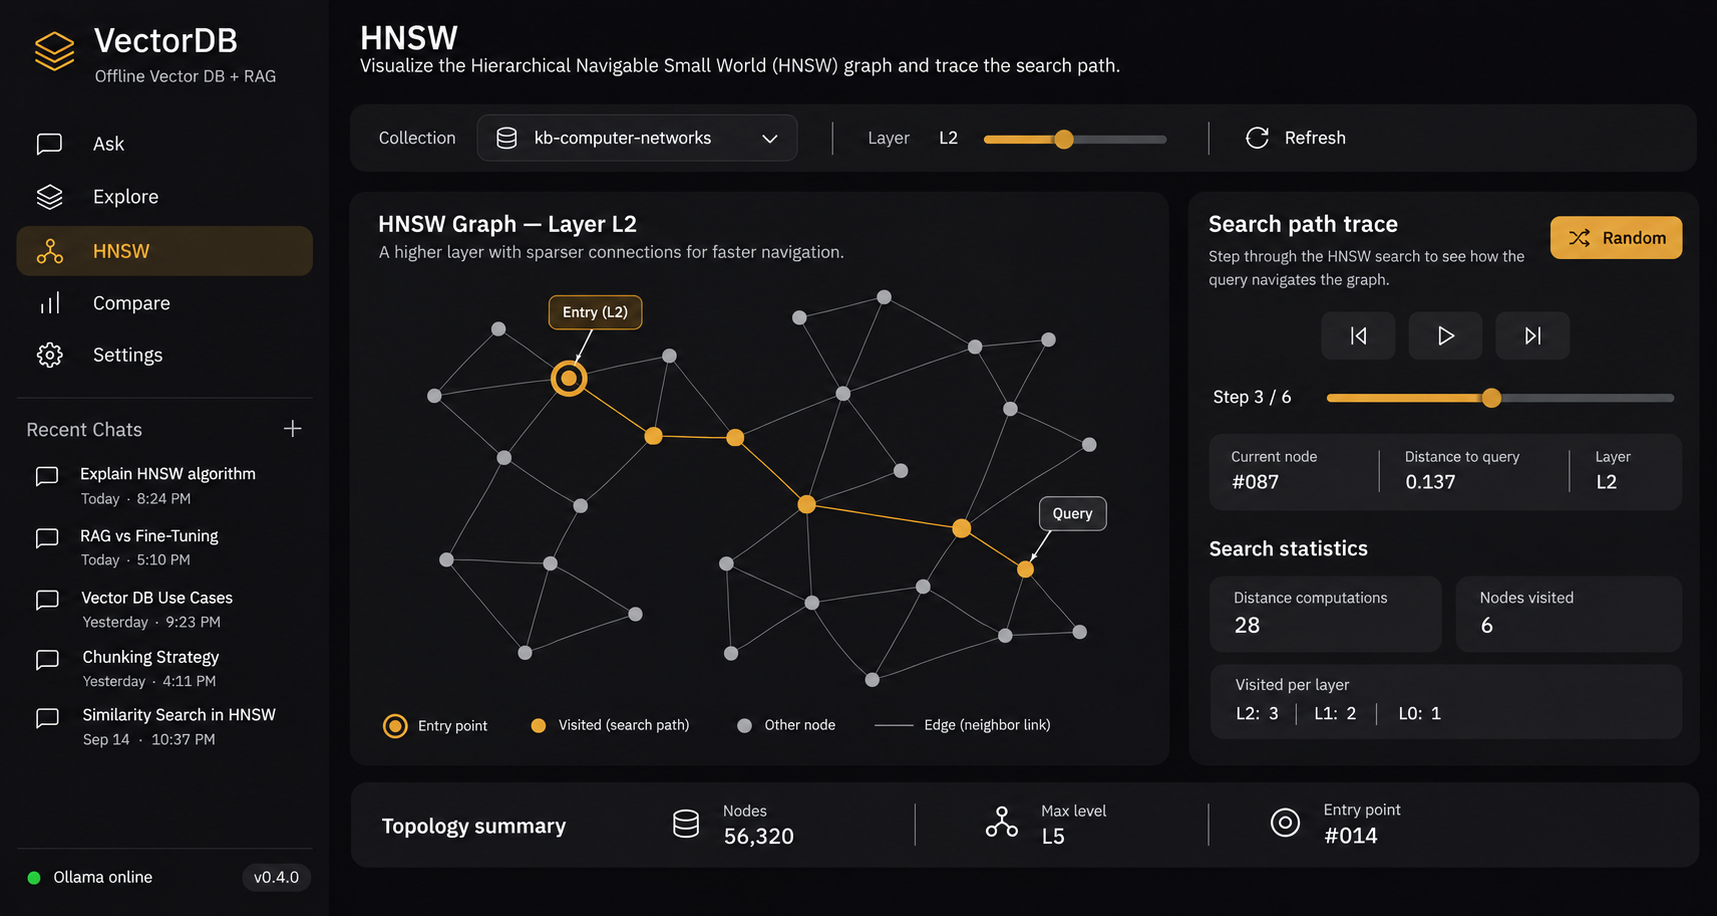 VectorDB
Offline Vector DB + RAG
Ask
Explore
HNSW
Compare
Settings
Recent Chats
Explain HNSW algorithm
Today · 8:24 PM
RAG vs Fine-Tuning
Today · 5:10 PM
Vector DB Use Cases
Yesterday · 9:23 PM
Chunking Strategy
Yesterday · 4:11 PM
Similarity Search in HNSW
Sep 14 · 10:37 PM
Ollama online
v0.4.0
HNSW
Visualize the Hierarchical Navigable Small World (HNSW) graph and trace the search path.
Collection
kb-computer-networks
Layer
L2
Refresh
HNSW Graph — Layer L2
A higher layer with sparser connections for faster navigation.
Entry (L2)
Query
Entry point
Visited (search path)
Other node
Edge (neighbor link)
Search path trace
Random
Step through the HNSW search to see how the
query navigates the graph.
Step 3 / 6
Current node
#087
Distance to query
0.137
Layer
L2
Search statistics
Distance computations
28
Nodes visited
6
Visited per layer
L2: 3
L1: 2
L0: 1
Topology summary
Nodes
56,320
Max level
L5
Entry point
#014